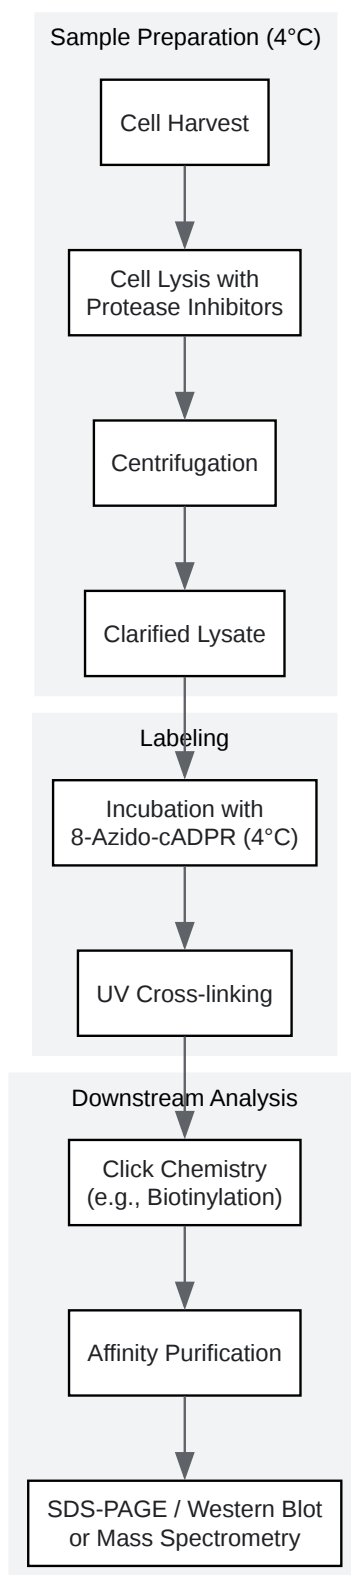 Sample Preparation (4°C)
Cell Harvest
Cell Lysis with
Protease Inhibitors
Centrifugation
Clarified Lysate
Labeling
Incubation with
8-Azido-cADPR (4°C)
UV Cross-linking
Downstream Analysis
Click Chemistry
(e.g., Biotinylation)
Affinity Purification
SDS-PAGE / Western Blot
or Mass Spectrometry